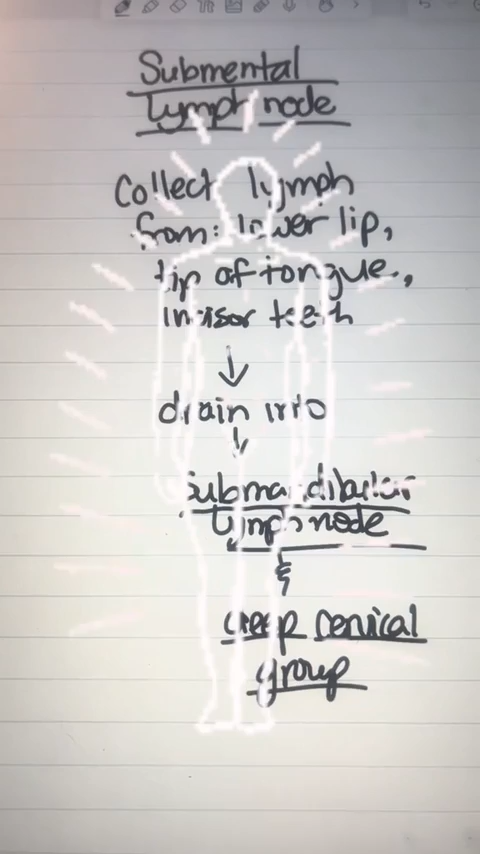 Submental
Lymph node
Collect lymph
from: lower lip,
tip of tongue,
incisor teeth
drain into
Submandibular
Lymph node
&
deep cervical
group